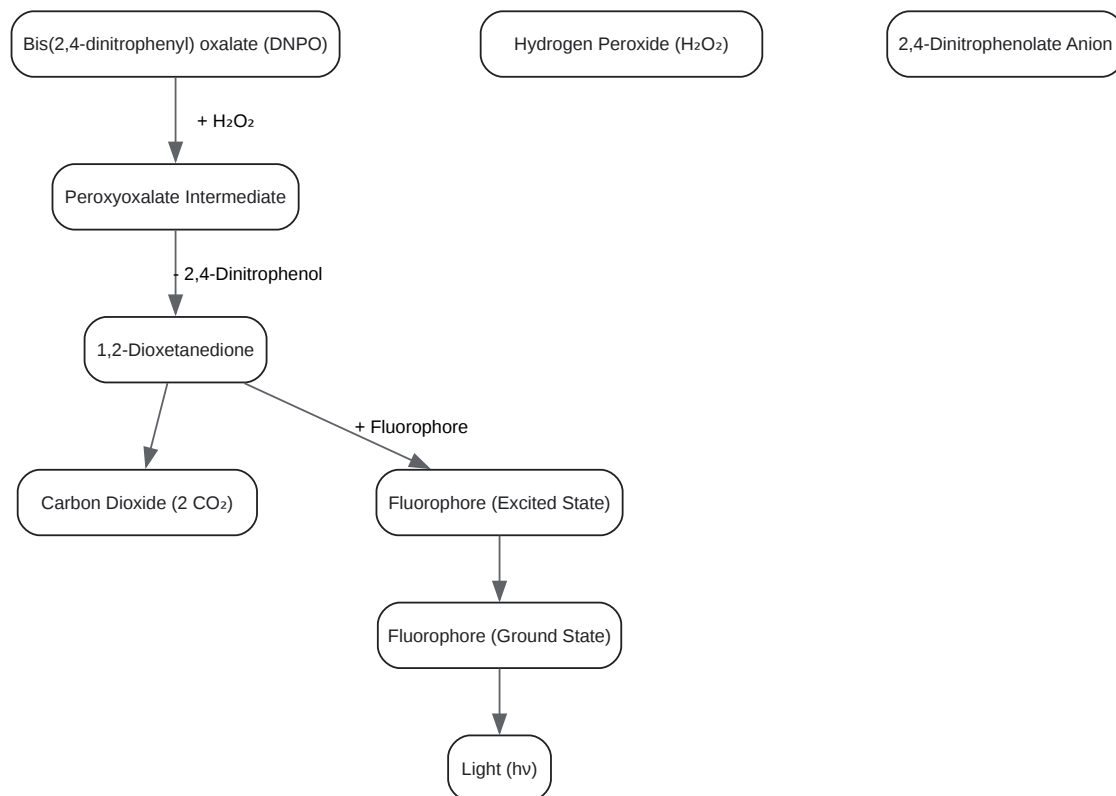 Bis(2,4-dinitrophenyl) oxalate (DNPO)
Hydrogen Peroxide (H₂O₂)
2,4-Dinitrophenolate Anion
+ H₂O₂
Peroxyoxalate Intermediate
- 2,4-Dinitrophenol
1,2-Dioxetanedione
+ Fluorophore
Carbon Dioxide (2 CO₂)
Fluorophore (Excited State)
Fluorophore (Ground State)
Light (hν)